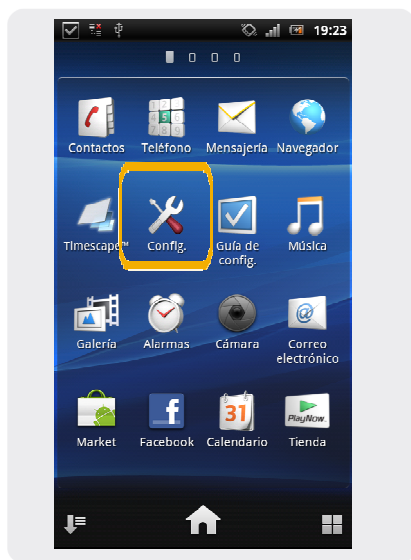 19:23
Contactos Teléfono Mensajería Navegador
Timescape™ Config. Guía de config. Música
Galería Alarmas Cámara Correo electrónico
31 PlayNow.
Market Facebook Calendario Tienda